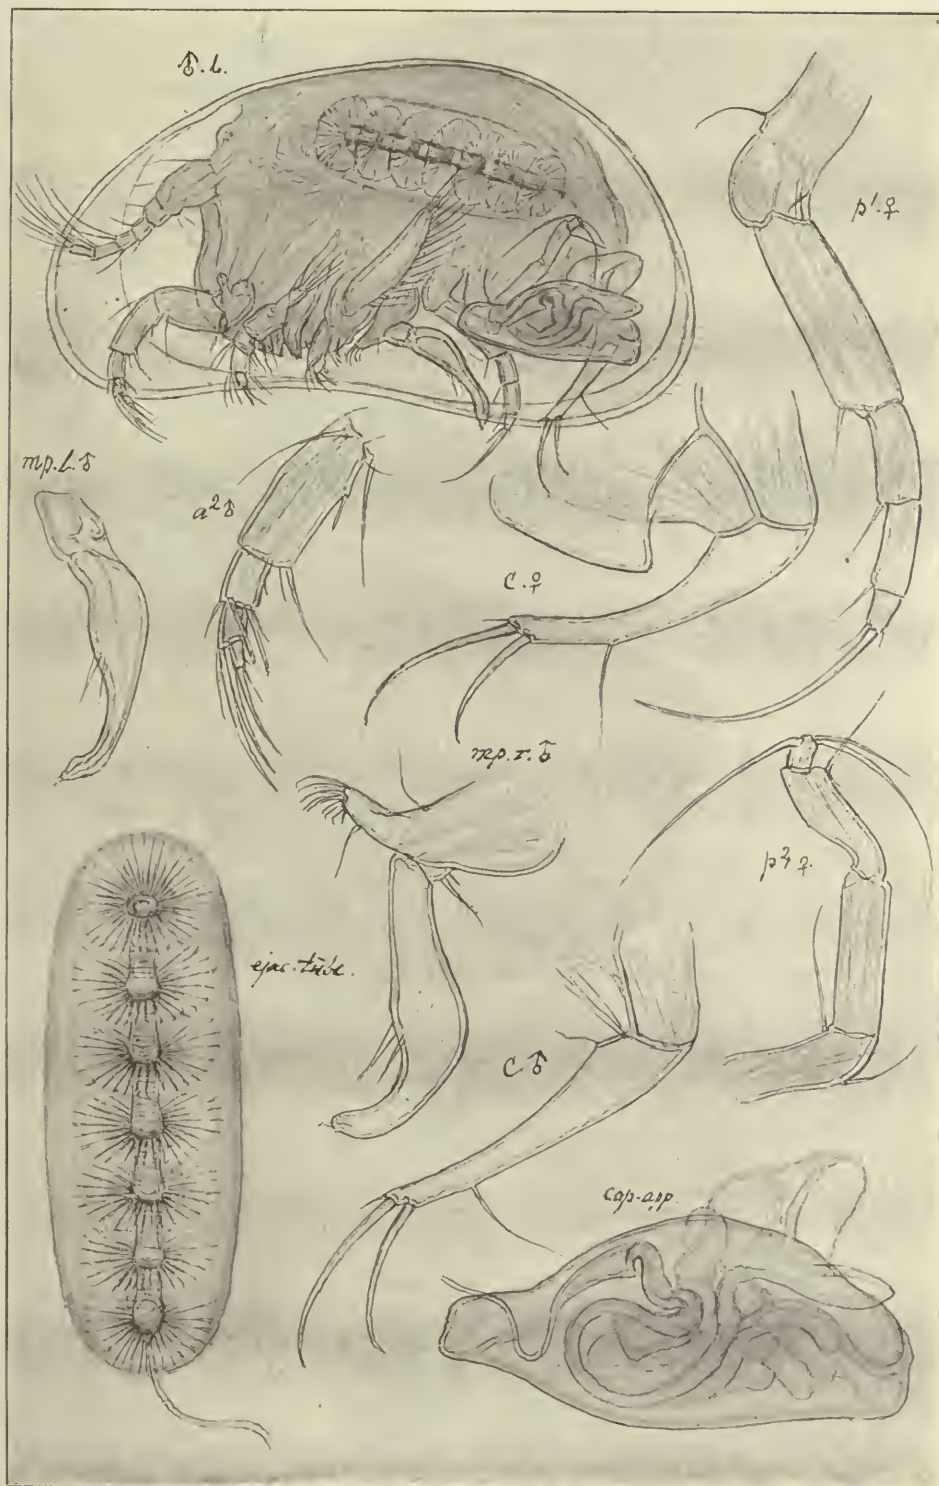 ♂.l.
p¹.♀
mp.l.♂
a²♂
C.♀
mp.r.♂
p².♀
ejac.tube.
C♂
cop.app.